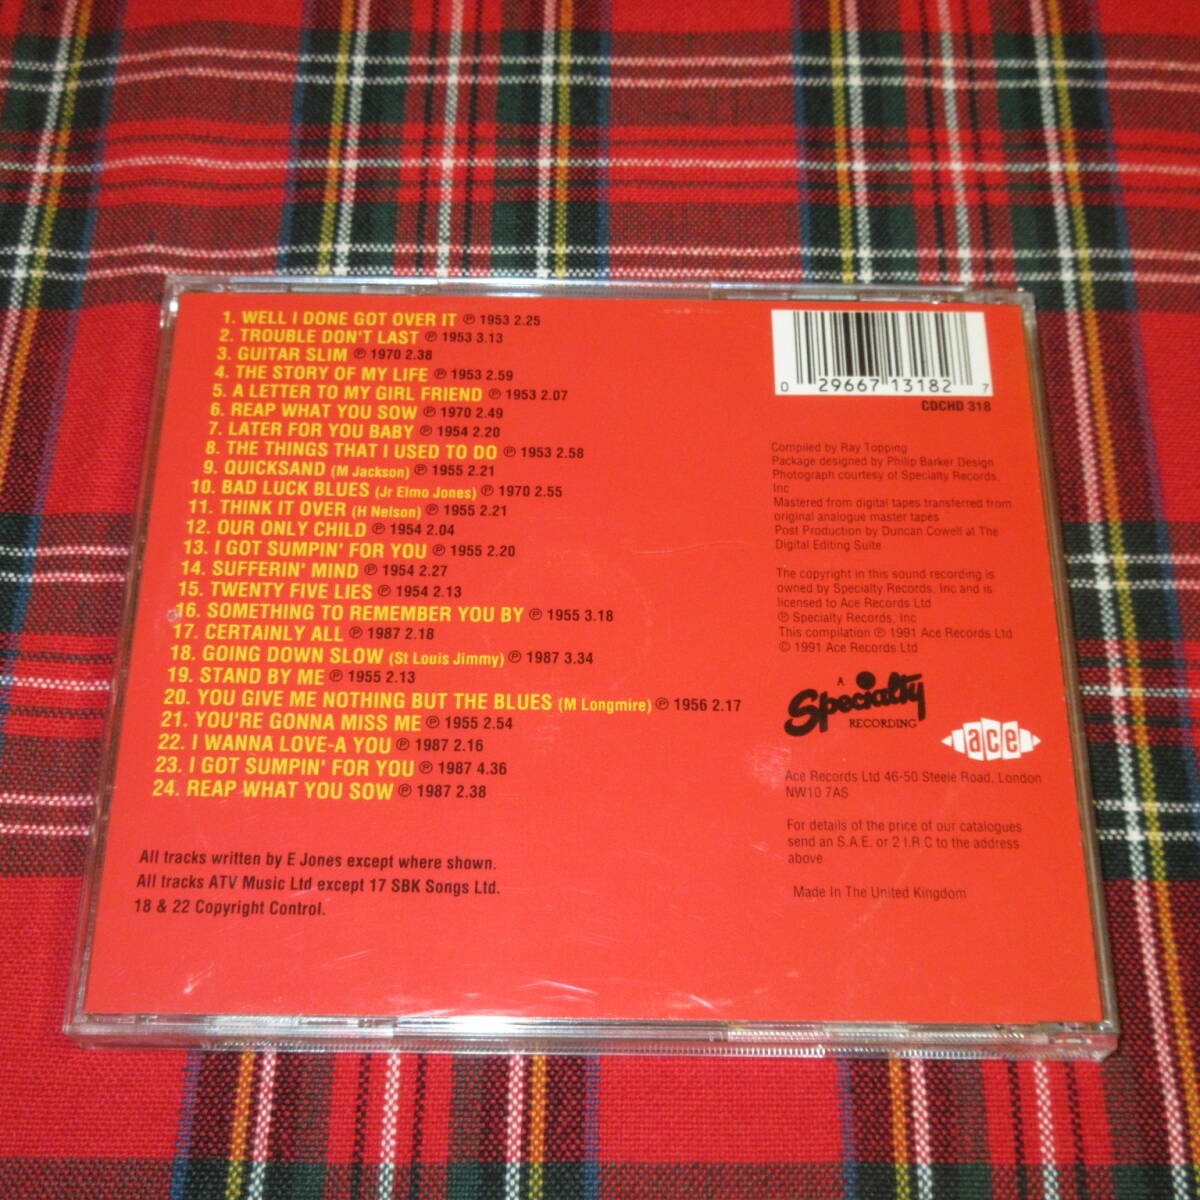 1. WELL I DONE GOT OVER IT ℗ 1953 2.25
2. TROUBLE DON'T LAST ℗ 1953 3.13
3. GUITAR SLIM ℗ 1970 2.38
4. THE STORY OF MY LIFE ℗ 1953 2.59
5. A LETTER TO MY GIRL FRIEND ℗ 1953 2.07
6. REAP WHAT YOU SOW ℗ 1970 2.49
7. LATER FOR YOU BABY ℗ 1954 2.20
8. THE THINGS THAT I USED TO DO ℗ 1953 2.58
9. QUICKSAND (M Jackson) ℗ 1955 2.21
10. BAD LUCK BLUES (Jr Elmo Jones) ℗ 1970 2.55
11. THINK IT OVER (H Nelson) ℗ 1955 2.21
12. OUR ONLY CHILD ℗ 1954 2.04
13. I GOT SUMPIN' FOR YOU ℗ 1955 2.20
14. SUFFERIN' MIND ℗ 1954 2.27
15. TWENTY FIVE LIES ℗ 1954 2.13
16. SOMETHING TO REMEMBER YOU BY ℗ 1955 3.18
17. CERTAINLY ALL ℗ 1987 2.18
18. GOING DOWN SLOW (St Louis Jimmy) ℗ 1987 3.34
19. STAND BY ME ℗ 1955 2.13
20. YOU GIVE ME NOTHING BUT THE BLUES (M Longmire) ℗ 1956 2.17
21. YOU'RE GONNA MISS ME ℗ 1955 2.54
22. I WANNA LOVE-A YOU ℗ 1987 2.16
23. I GOT SUMPIN' FOR YOU ℗ 1987 4.36
24. REAP WHAT YOU SOW ℗ 1987 2.38
All tracks written by E Jones except where shown.
All tracks ATV Music Ltd except 17 SBK Songs Ltd.
18 & 22 Copyright Control.
0 29667 13182 7
CDCHD 318
Compiled by Ray Topping
Package designed by Philip Barker Design
Photograph courtesy of Specialty Records,
Inc
Mastered from digital tapes transferred from
original analogue master tapes
Post Production by Duncan Cowell at The
Digital Editing Suite
The copyright in this sound recording is
owned by Specialty Records, Inc and is
licensed to Ace Records Ltd
℗ Specialty Records, Inc
This compilation ℗ 1991 Ace Records Ltd
© 1991 Ace Records Ltd
A
Specialty
RECORDING
ace
Ace Records Ltd 46-50 Steele Road, London
NW10 7AS
For details of the price of our catalogues
send an S.A.E. or 2 I.R.C to the address
above
Made In The United Kingdom